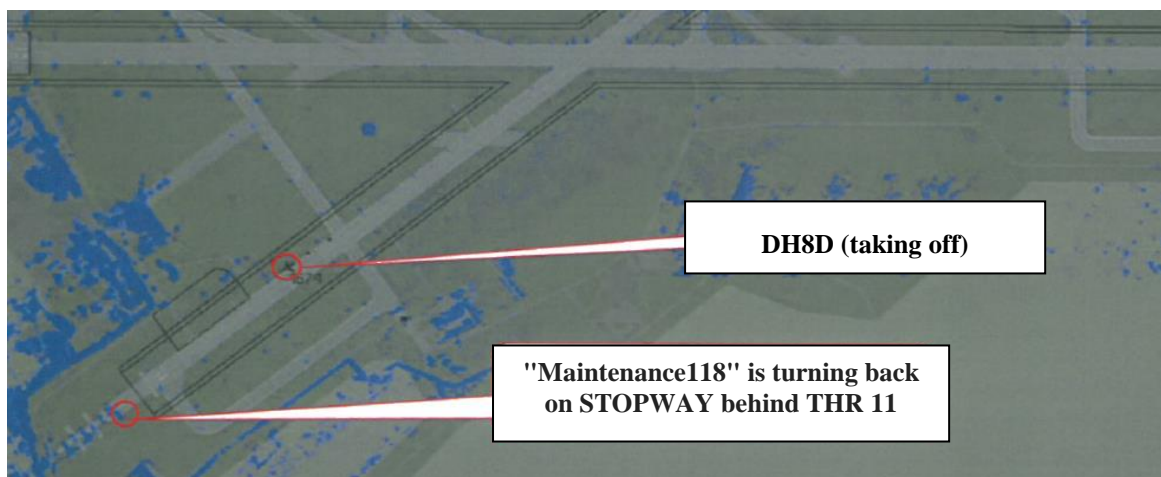 DH8D (taking off)
"Maintenance118" is turning back
on STOPWAY behind THR 11